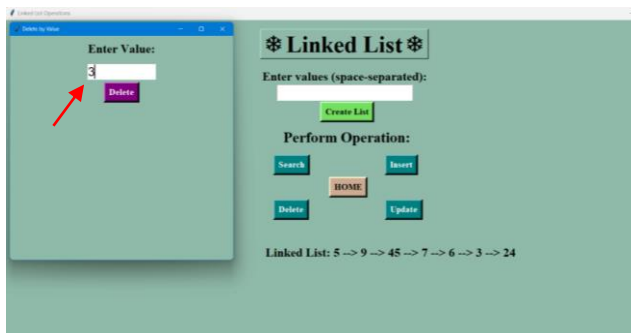 Linked List Operations
Delete by Value
Enter Value:
3
Delete
❄ Linked List ❄
Enter values (space-separated):
Create List
Perform Operation:
Search
Insert
HOME
Delete
Update
Linked List: 5 --> 9 --> 45 --> 7 --> 6 --> 3 --> 24